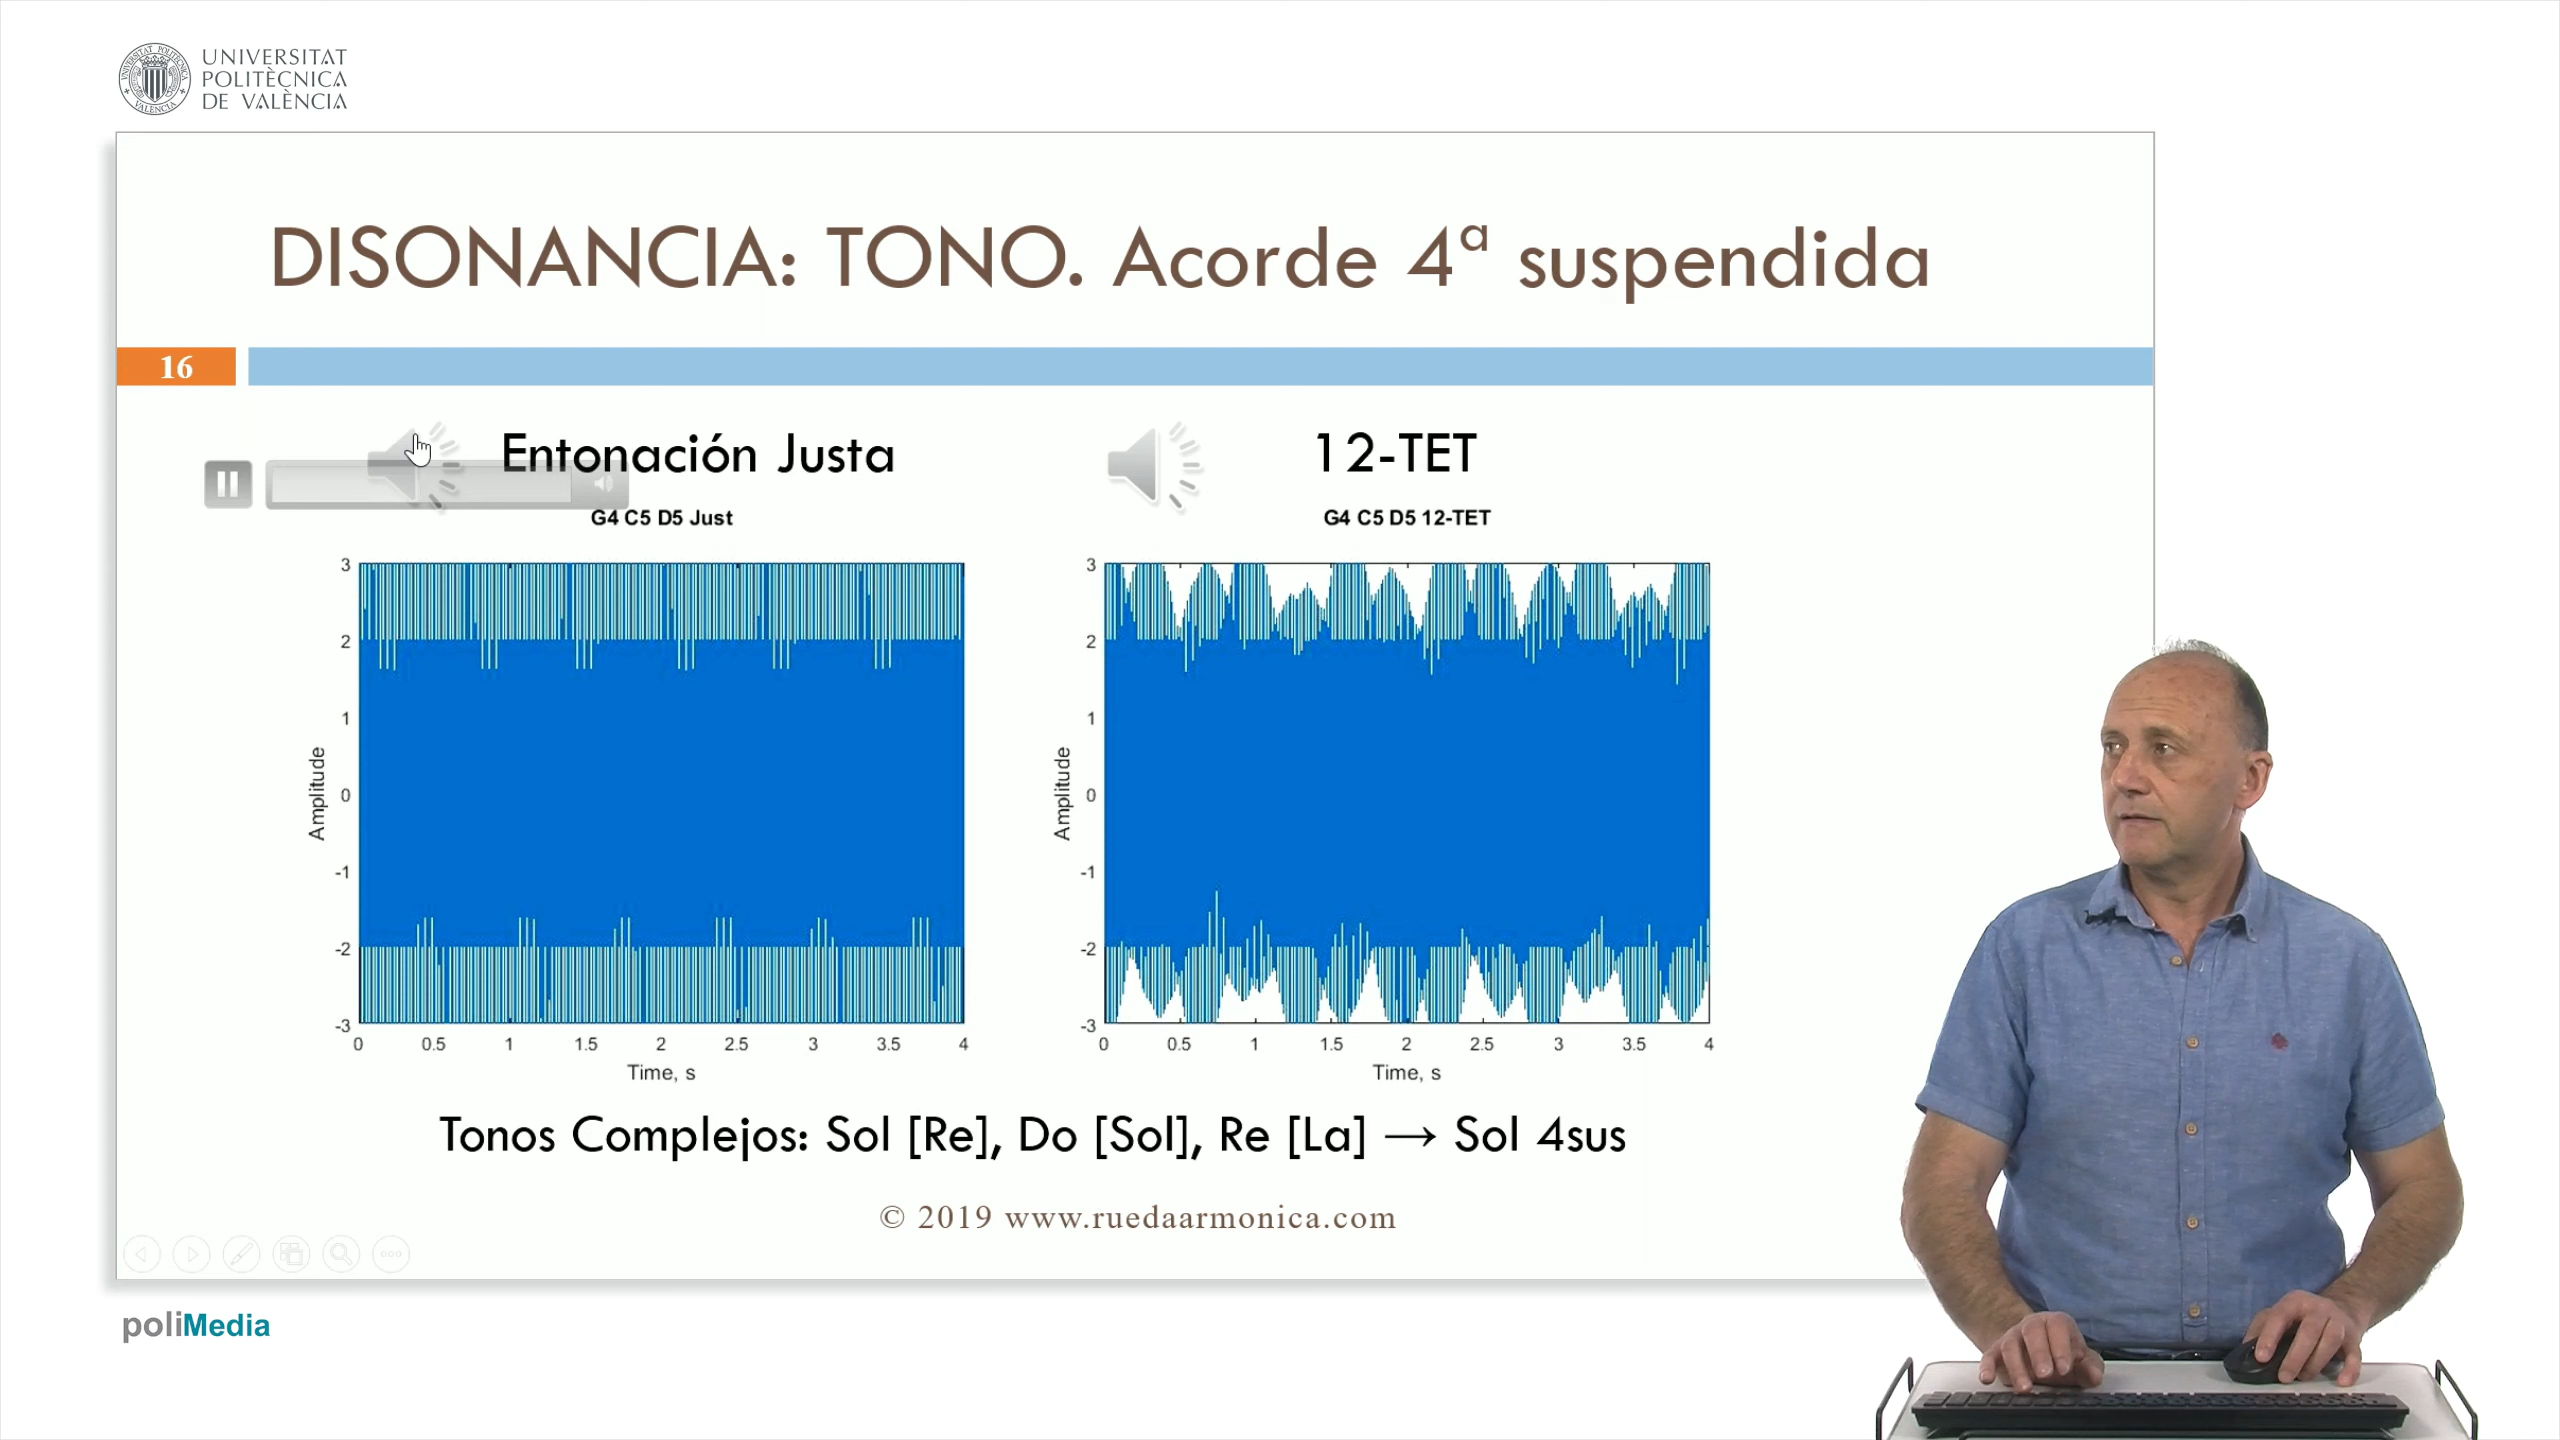 UNIVERSITAT
POLITÈCNICA
DE VALÈNCIA
DISONANCIA: TONO. Acorde 4ª suspendida
16
Entonación Justa
12-TET
G4 C5 D5 Just
G4 C5 D5 12-TET
3
2
1
0
-1
-2
-3
Amplitude
0 0.5 1 1.5 2 2.5 3 3.5 4
Time, s
3
2
1
0
-1
-2
-3
Amplitude
0 0.5 1 1.5 2 2.5 3 3.5 4
Time, s
Tonos Complejos: Sol [Re], Do [Sol], Re [La] → Sol 4sus
© 2019 www.ruedaarmonica.com
poliMedia